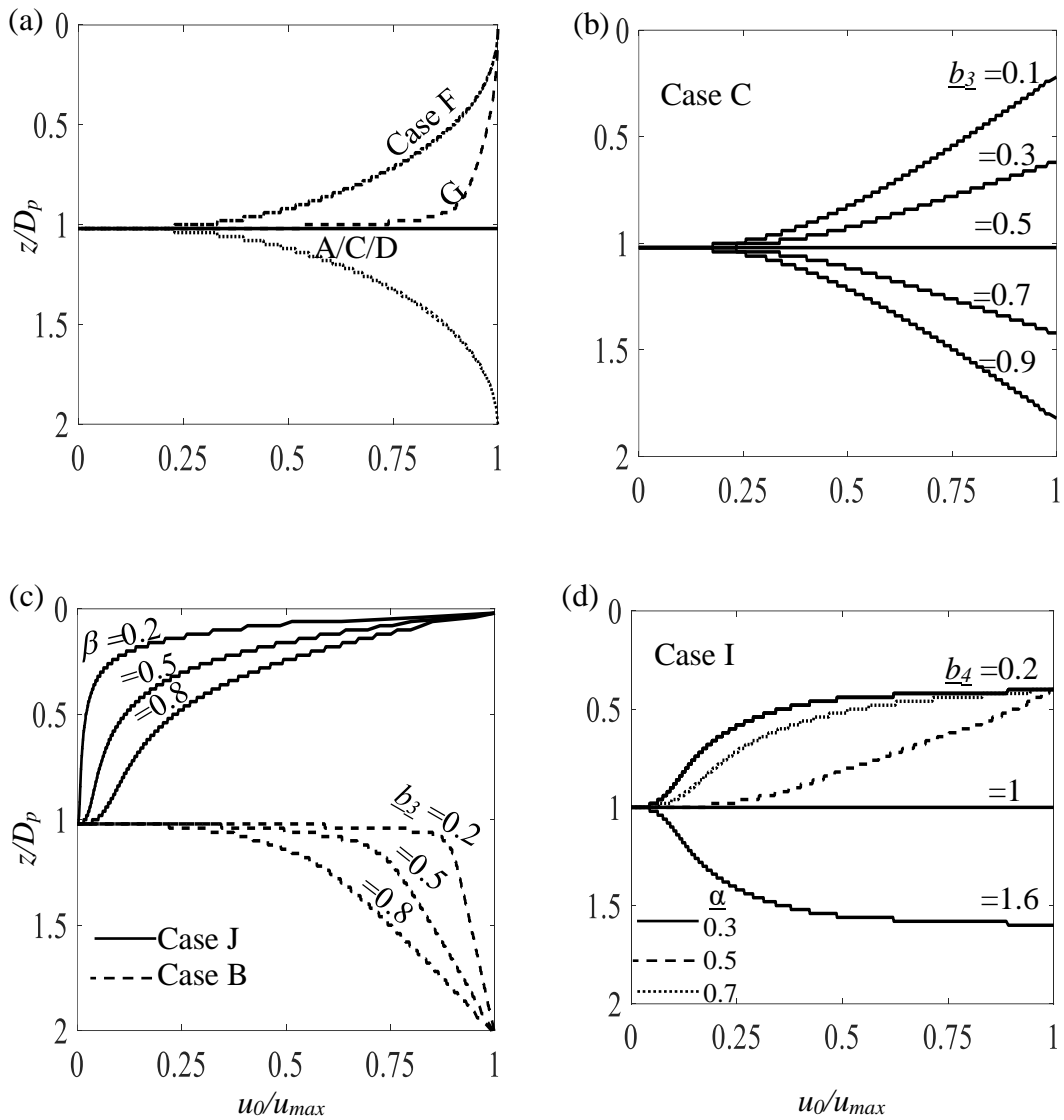 (a)
0
0.5
1
1.5
2
z/Dp
Case F
G
A/C/D
0 0.25 0.5 0.75 1
(b)
0
0.5
1
1.5
2
Case C
b3 =0.1
=0.3
=0.5
=0.7
=0.9
0 0.25 0.5 0.75 1
(c)
0
0.5
1
1.5
2
z/Dp
β =0.2
=0.5
=0.8
b3 =0.2
=0.5
=0.8
Case J
Case B
0 0.25 0.5 0.75 1
u0/umax
(d)
0
0.5
1
1.5
2
Case I
b4 =0.2
=1
=1.6
α
0.3
0.5
0.7
0 0.25 0.5 0.75 1
u0/umax